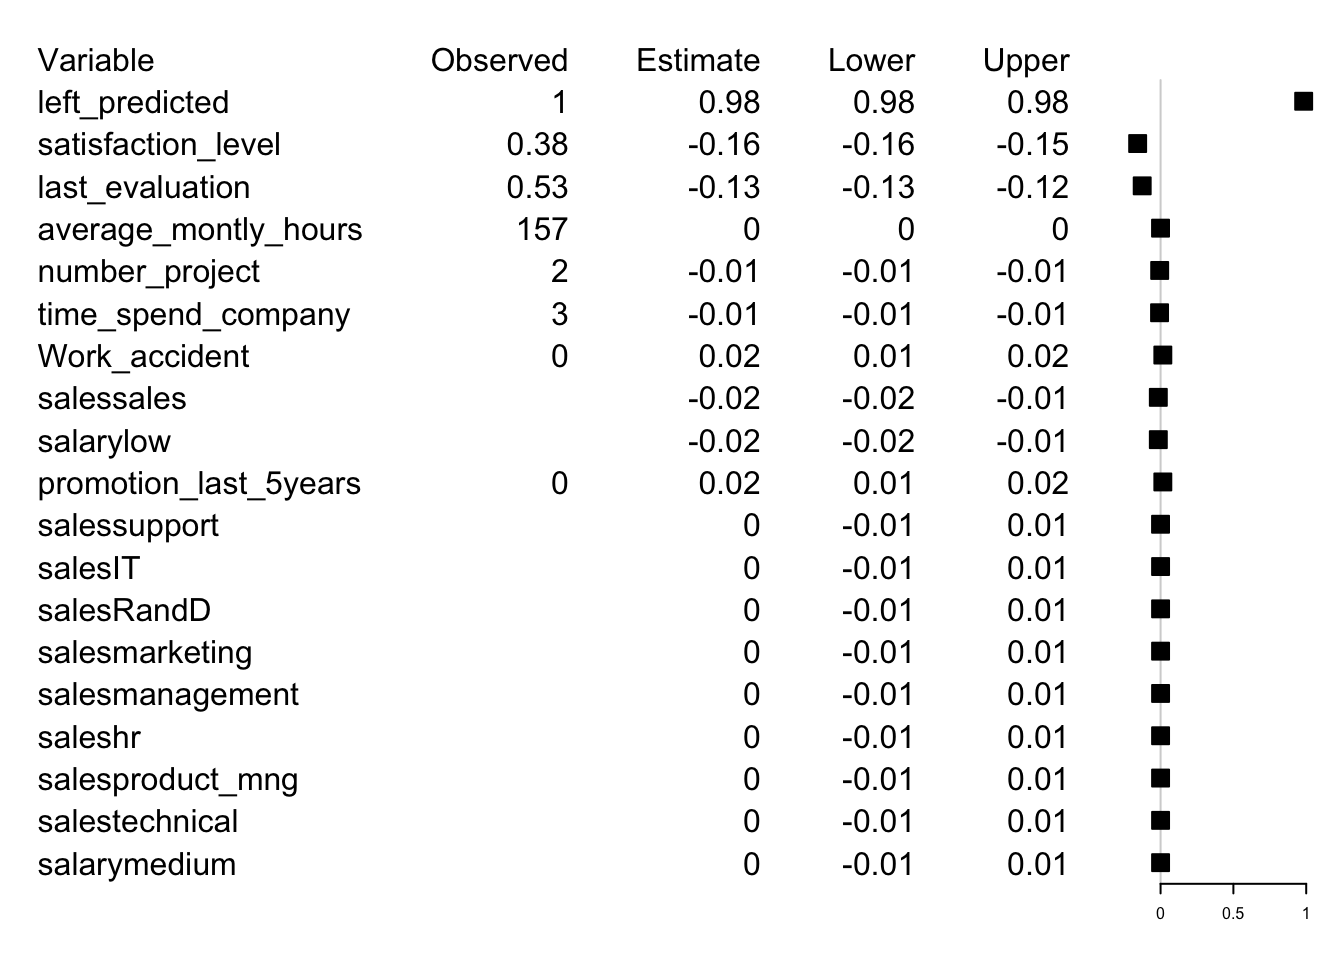 Variable Observed Estimate Lower Upper
left_predicted 1 0.98 0.98 0.98
satisfaction_level 0.38 -0.16 -0.16 -0.15
last_evaluation 0.53 -0.13 -0.13 -0.12
average_montly_hours 157 0 0 0
number_project 2 -0.01 -0.01 -0.01
time_spend_company 3 -0.01 -0.01 -0.01
Work_accident 0 0.02 0.01 0.02
salessales -0.02 -0.02 -0.01
salarylow -0.02 -0.02 -0.01
promotion_last_5years 0 0.02 0.01 0.02
salessupport 0 -0.01 0.01
salesIT 0 -0.01 0.01
salesRandD 0 -0.01 0.01
salesmarketing 0 -0.01 0.01
salesmanagement 0 -0.01 0.01
saleshr 0 -0.01 0.01
salesproduct_mng 0 -0.01 0.01
salestechnical 0 -0.01 0.01
salarymedium 0 -0.01 0.01
0 0.5 1